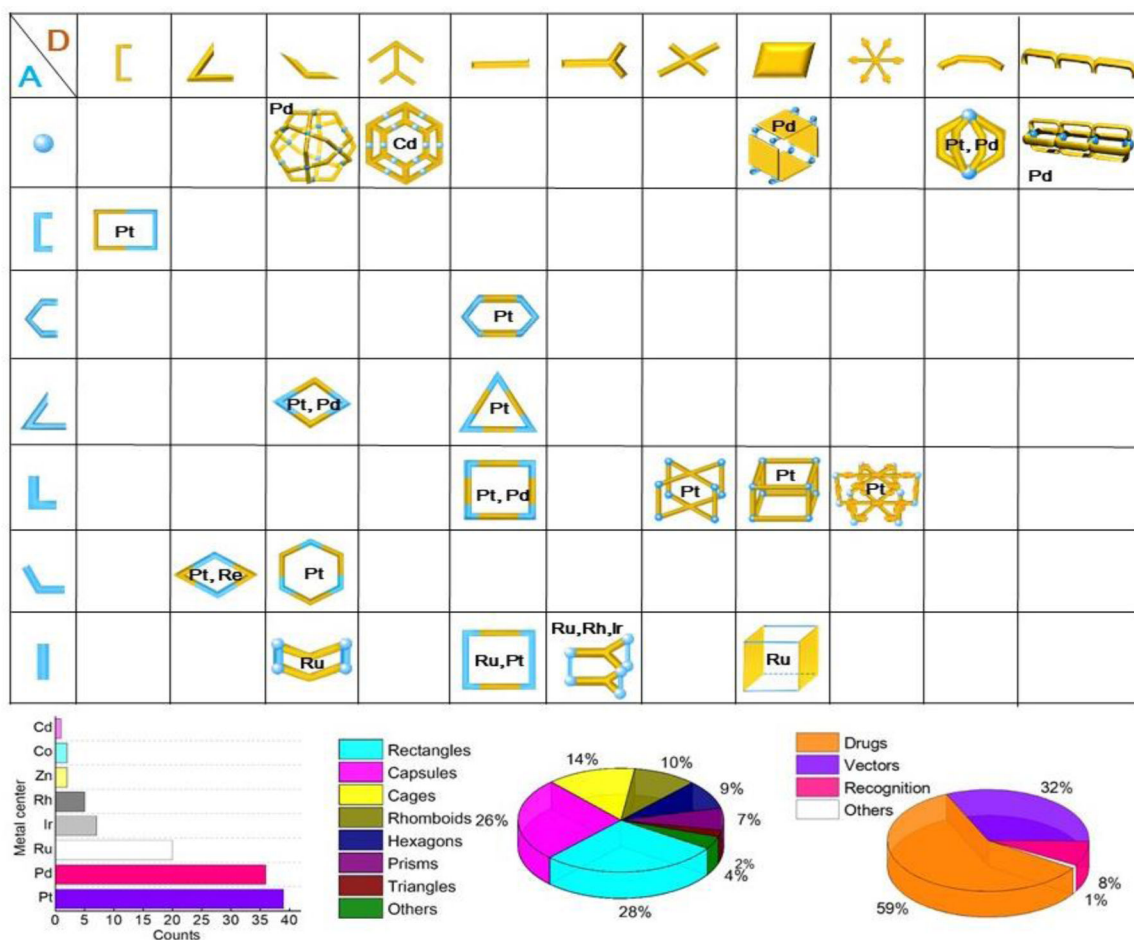 D
A
Pd
Cd
Pd
Pt, Pd
Pd
Pt
Pt
Pt, Pd
Pt
Pt, Pd
Pt
Pt
Pt
Pt, Re
Pt
Ru
Ru,Pt
Ru,Rh,Ir
Ru
Metal center
Cd
Co
Zn
Rh
Ir
Ru
Pd
Pt
0 5 10 15 20 25 30 35 40
Counts
Rectangles
Capsules
Cages
Rhomboids
Hexagons
Prisms
Triangles
Others
14%
10%
9%
7%
2%
4%
28%
26%
Drugs
Vectors
Recognition
Others
32%
8%
1%
59%